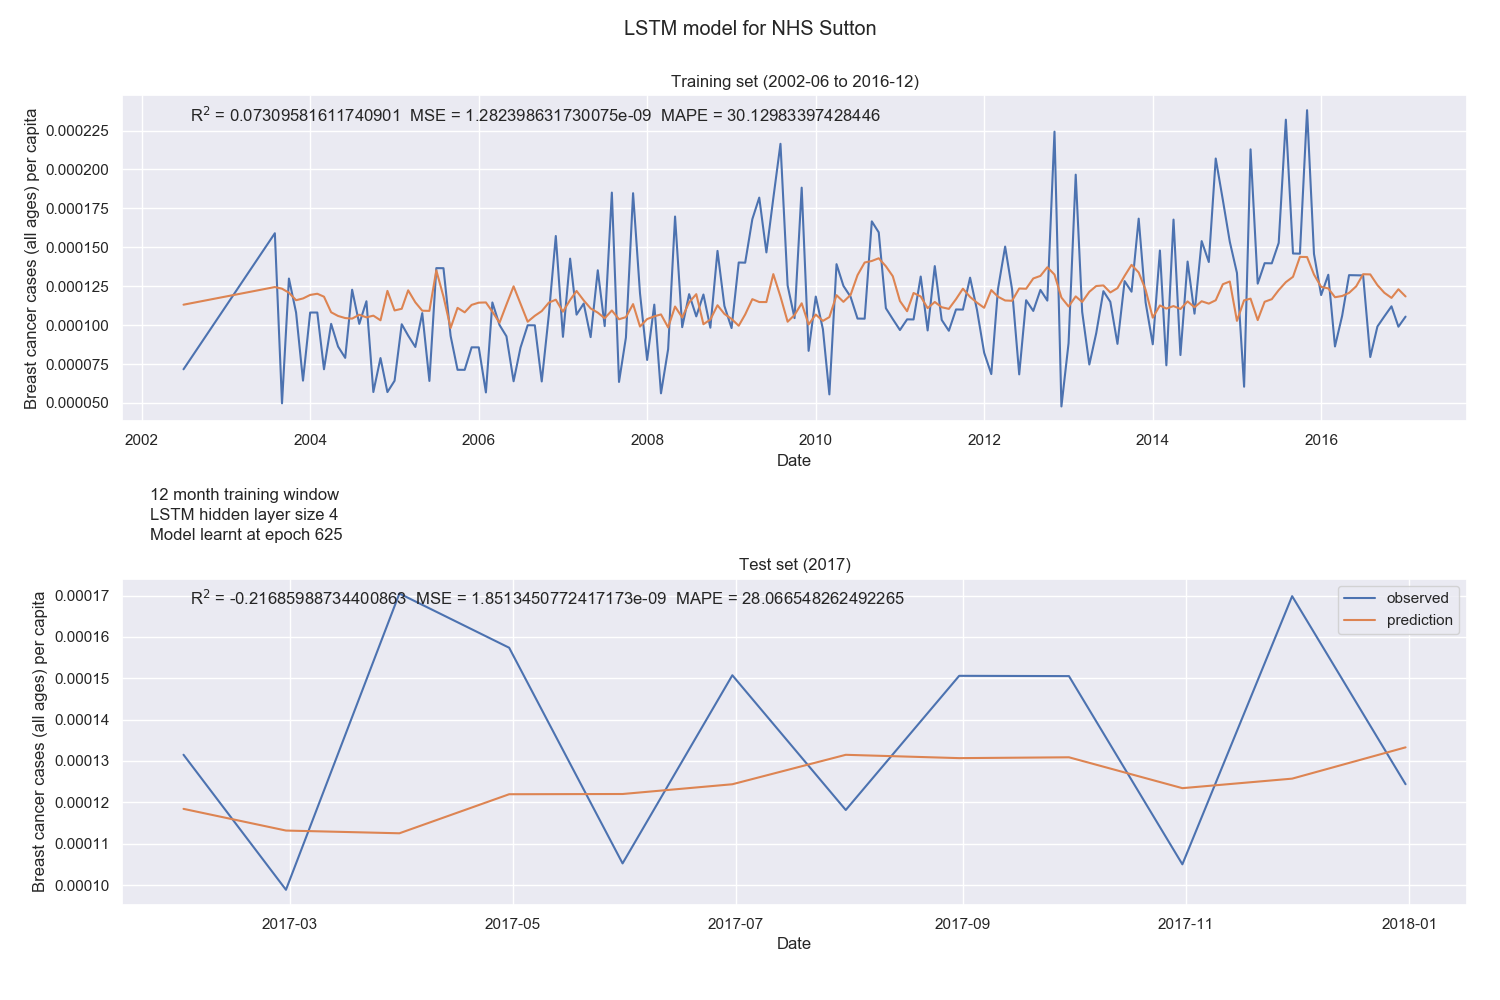 LSTM model for NHS Sutton
Training set (2002-06 to 2016-12)
R² = 0.07309581611740901 MSE = 1.282398631730075e-09 MAPE = 30.12983397428446
Breast cancer cases (all ages) per capita
0.000225
0.000200
0.000175
0.000150
0.000125
0.000100
0.000075
0.000050
2002 2004 2006 2008 2010 2012 2014 2016
Date
12 month training window
LSTM hidden layer size 4
Model learnt at epoch 625
Test set (2017)
R² = -0.21685988734400863 MSE = 1.8513450772417173e-09 MAPE = 28.066548262492265
observed
prediction
Breast cancer cases (all ages) per capita
0.00017
0.00016
0.00015
0.00014
0.00013
0.00012
0.00011
0.00010
2017-03 2017-05 2017-07 2017-09 2017-11 2018-01
Date